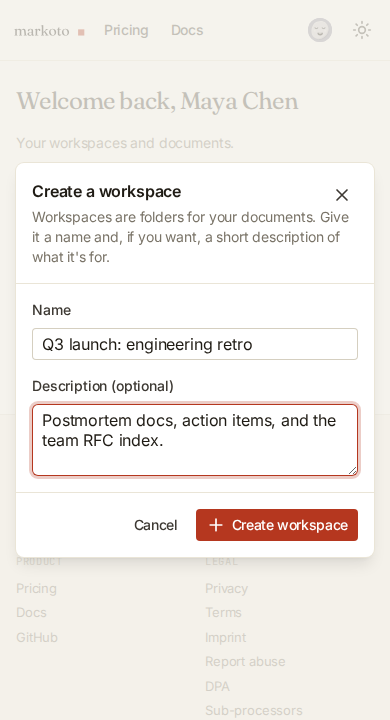 markoto
Pricing
Docs
Welcome back, Maya Chen
Your workspaces and documents.
Create a workspace
Workspaces are folders for your documents. Give
it a name and, if you want, a short description of
what it's for.
Name
Q3 launch: engineering retro
Description (optional)
Postmortem docs, action items, and the
team RFC index.
Cancel
Create workspace
PRODUCT
LEGAL
Pricing
Privacy
Docs
Terms
GitHub
Imprint
Report abuse
DPA
Sub-processors